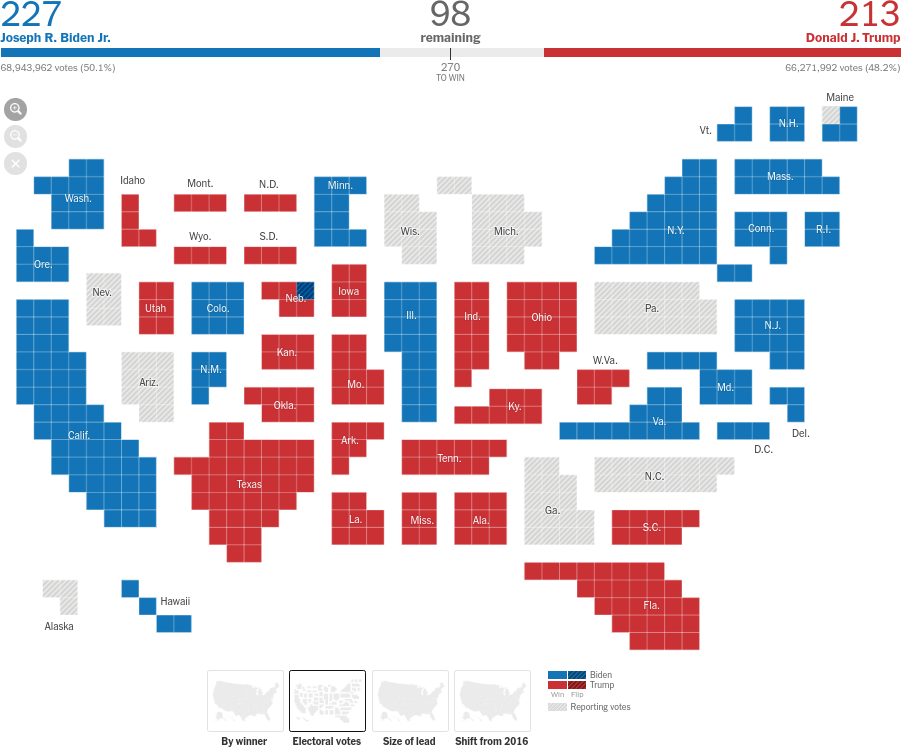 227
98
213
Joseph R. Biden Jr.
remaining
Donald J. Trump
68,943,962 votes (50.1%)
270
TO WIN
66,271,992 votes (48.2%)
Maine
Vt.
N.H.
Wash.
Idaho
Mont.
N.D.
Minn.
Mass.
Wis.
Mich.
N.Y.
Conn.
R.I.
Wyo.
S.D.
Ore.
Nev.
Utah
Colo.
Neb.
Iowa
Ill.
Ind.
Ohio
Pa.
N.J.
Ariz.
N.M.
Kan.
Mo.
W.Va.
Md.
Okla.
Ky.
Va.
Del.
Calif.
Ark.
Tenn.
D.C.
N.C.
Texas
La.
Miss.
Ala.
Ga.
S.C.
Alaska
Hawaii
Fla.
Biden
Trump
Win
Flip
Reporting votes
By winner
Electoral votes
Size of lead
Shift from 2016